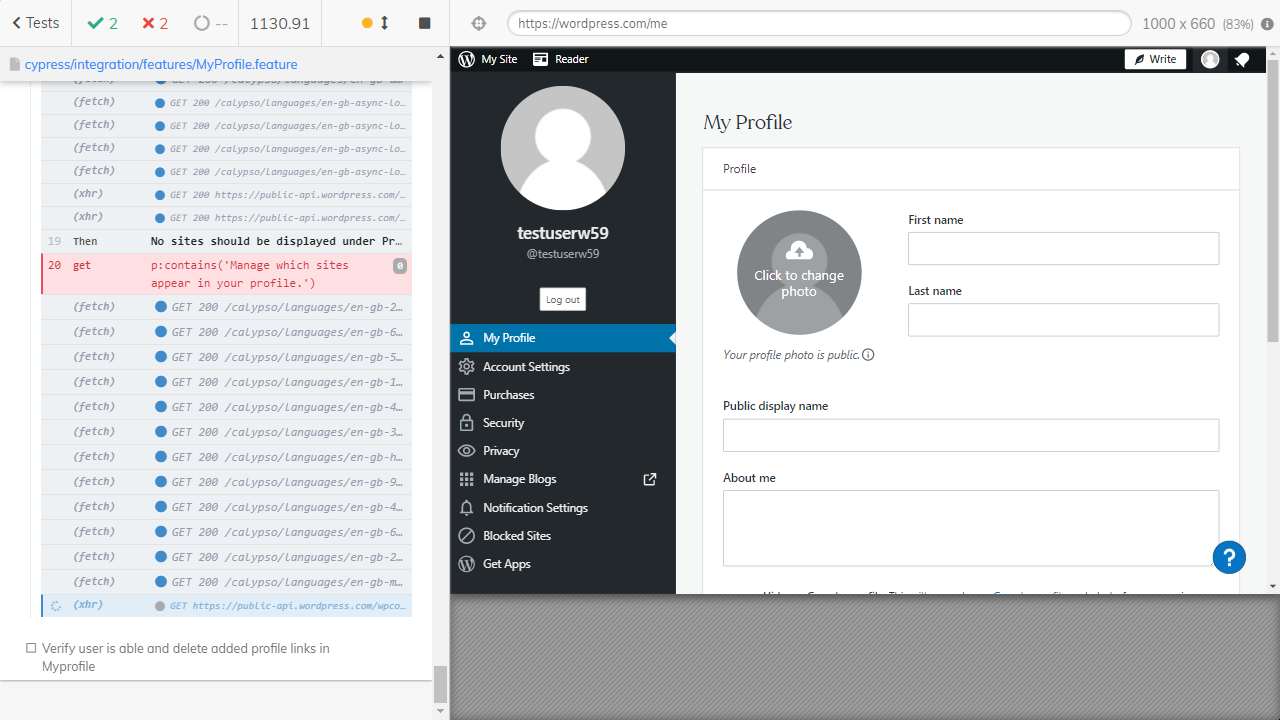 Tests
2
2
--
1130.91
https://wordpress.com/me
1000 x 660 (83%)
cypress/integration/features/MyProfile.feature
(fetch)
(fetch) GET 200 /calypso/languages/en-gb-async-lo...
(fetch) GET 200 /calypso/languages/en-gb-async-lo...
(fetch) GET 200 /calypso/languages/en-gb-async-lo...
(fetch) GET 200 /calypso/languages/en-gb-async-lo...
(xhr) GET 200 https://public-api.wordpress.com/...
(xhr) GET 200 https://public-api.wordpress.com/...
19 Then No sites should be displayed under Pr...
20 get p:contains('Manage which sites
appear in your profile.')
0
(fetch) GET 200 /calypso/languages/en-gb-2...
(fetch) GET 200 /calypso/languages/en-gb-6...
(fetch) GET 200 /calypso/languages/en-gb-5...
(fetch) GET 200 /calypso/languages/en-gb-1...
(fetch) GET 200 /calypso/languages/en-gb-4...
(fetch) GET 200 /calypso/languages/en-gb-3...
(fetch) GET 200 /calypso/languages/en-gb-h...
(fetch) GET 200 /calypso/languages/en-gb-9...
(fetch) GET 200 /calypso/languages/en-gb-4...
(fetch) GET 200 /calypso/languages/en-gb-6...
(fetch) GET 200 /calypso/languages/en-gb-2...
(fetch) GET 200 /calypso/languages/en-gb-m...
(xhr) GET https://public-api.wordpress.com/wpco...
Verify user is able and delete added profile links in
Myprofile
My Site
Reader
Write
testuserw59
@testuserw59
Log out
My Profile
Account Settings
Purchases
Security
Privacy
Manage Blogs
Notification Settings
Blocked Sites
Get Apps
My Profile
Profile
Click to change
photo
Your profile photo is public.
First name
Last name
Public display name
About me
?